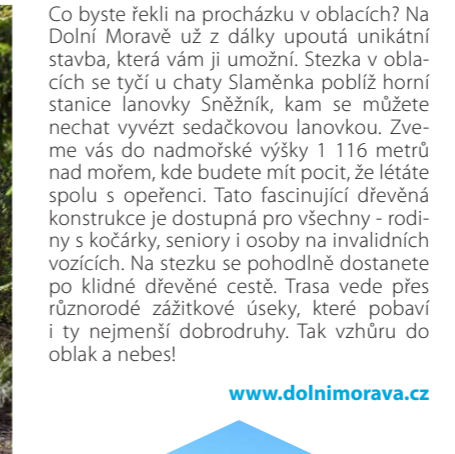 Co byste řekli na procházku v oblacích? Na
Dolní Moravě už z dálky upoutá unikátní
stavba, která vám ji umožní. Stezka v obla-
cích se tyčí u chaty Slaměnka poblíž horní
stanice lanovky Sněžník, kam se můžete
nechat vyvézt sedačkovou lanovkou. Zve-
me vás do nadmořské výšky 1 116 metrů
nad mořem, kde budete mít pocit, že létáte
spolu s opeřenci. Tato fascinující dřevěná
konstrukce je dostupná pro všechny - rodi-
ny s kočárky, seniory i osoby na invalidních
vozících. Na stezku se pohodlně dostanete
po klidné dřevěné cestě. Trasa vede přes
různorodé zážitkové úseky, které pobaví
i ty nejmenší dobrodruhy. Tak vzhůru do
oblak a nebes!
www.dolnimorava.cz